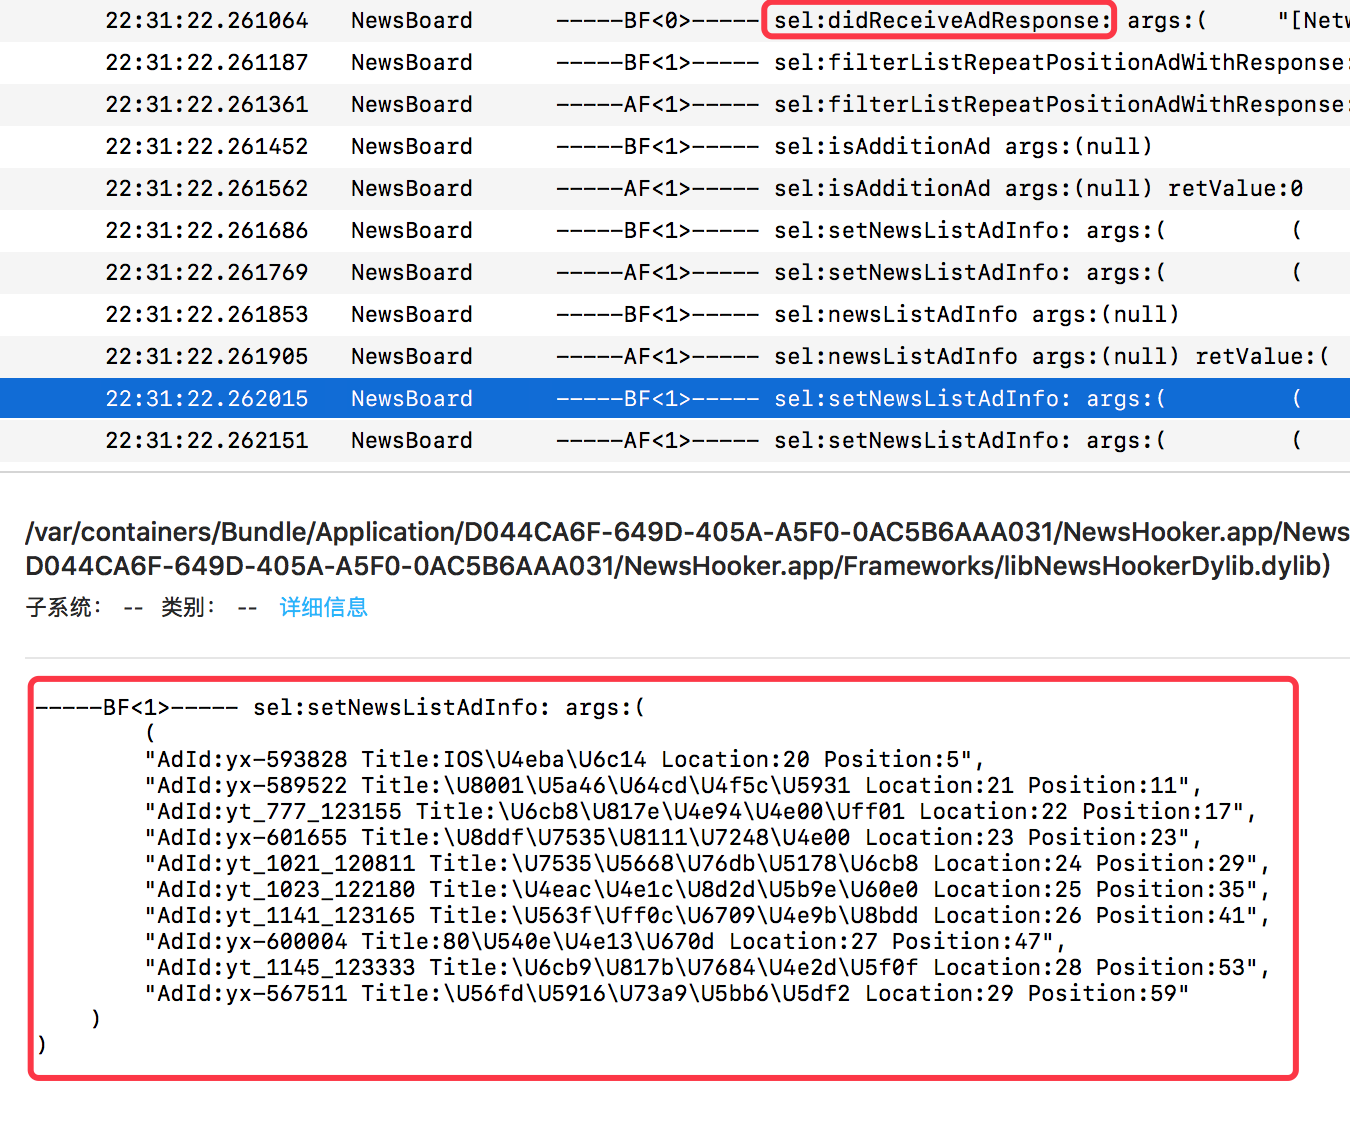 22:31:22.261064 NewsBoard -----BF<0>----- sel:didReceiveAdResponse: args:( "[Netw
22:31:22.261187 NewsBoard -----BF<1>----- sel:filterListRepeatPositionAdWithResponse:
22:31:22.261361 NewsBoard -----AF<1>----- sel:filterListRepeatPositionAdWithResponse:
22:31:22.261452 NewsBoard -----BF<1>----- sel:isAdditionAd args:(null)
22:31:22.261562 NewsBoard -----AF<1>----- sel:isAdditionAd args:(null) retValue:0
22:31:22.261686 NewsBoard -----BF<1>----- sel:setNewsListAdInfo: args:( (
22:31:22.261769 NewsBoard -----AF<1>----- sel:setNewsListAdInfo: args:( (
22:31:22.261853 NewsBoard -----BF<1>----- sel:newsListAdInfo args:(null)
22:31:22.261905 NewsBoard -----AF<1>----- sel:newsListAdInfo args:(null) retValue:(
22:31:22.262015 NewsBoard -----BF<1>----- sel:setNewsListAdInfo: args:( (
22:31:22.262151 NewsBoard -----AF<1>----- sel:setNewsListAdInfo: args:( (
/var/containers/Bundle/Application/D044CA6F-649D-405A-A5F0-0AC5B6AAA031/NewsHooker.app/News
D044CA6F-649D-405A-A5F0-0AC5B6AAA031/NewsHooker.app/Frameworks/libNewsHookerDylib.dylib)
子系统： -- 类别： -- 详细信息
-----BF<1>----- sel:setNewsListAdInfo: args:(
(
"AdId:yx-593828 Title:IOS\U4eba\U6c14 Location:20 Position:5",
"AdId:yx-589522 Title:\U8001\U5a46\U64cd\U4f5c\U5931 Location:21 Position:11",
"AdId:yt_777_123155 Title:\U6cb8\U817e\U4e94\U4e00\Uff01 Location:22 Position:17",
"AdId:yx-601655 Title:\U8ddf\U7535\U8111\U7248\U4e00 Location:23 Position:23",
"AdId:yt_1021_120811 Title:\U7535\U5668\U76db\U5178\U6cb8 Location:24 Position:29",
"AdId:yt_1023_122180 Title:\U4eac\U4e1c\U8d2d\U5b9e\U60e0 Location:25 Position:35",
"AdId:yt_1141_123165 Title:\U563f\Uff0c\U6709\U4e9b\U8bdd Location:26 Position:41",
"AdId:yx-600004 Title:80\U540e\U4e13\U670d Location:27 Position:47",
"AdId:yt_1145_123333 Title:\U6cb9\U817b\U7684\U4e2d\U5f0f Location:28 Position:53",
"AdId:yx-567511 Title:\U56fd\U5916\U73a9\U5bb6\U5df2 Location:29 Position:59"
)
)